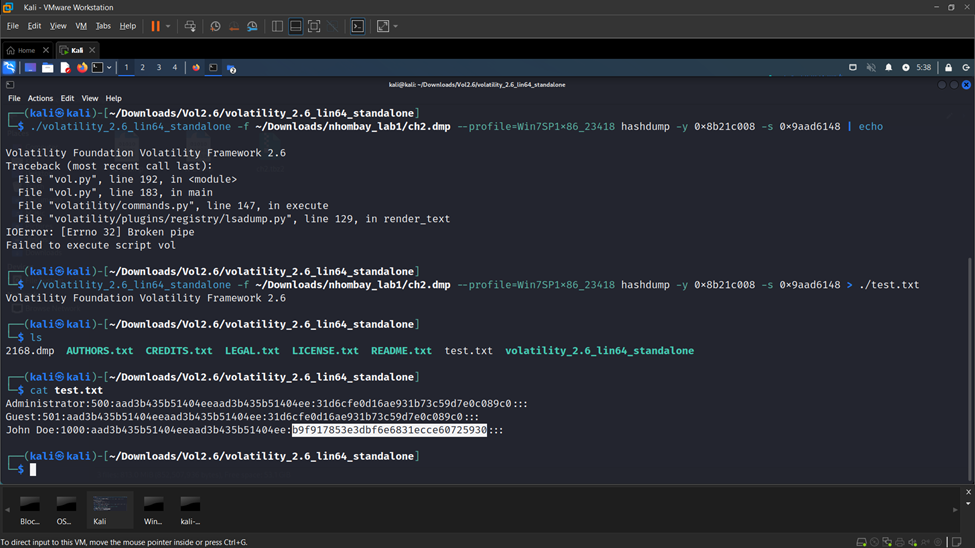 Kali - VMware Workstation
File Edit View VM Tabs Help
Home Kali
1 2 3 4 5:38
kali@kali: ~/Downloads/Vol2.6/volatility_2.6_lin64_standalone
File Actions Edit View Help
(kali㉿kali)-[~/Downloads/Vol2.6/volatility_2.6_lin64_standalone]
$ ./volatility_2.6_lin64_standalone -f ~/Downloads/nhombay_lab1/ch2.dmp --profile=Win7SP1×86_23418 hashdump -y 0×8b21c008 -s 0×9aad6148 | echo
Volatility Foundation Volatility Framework 2.6
Traceback (most recent call last):
File "vol.py", line 192, in <module>
File "vol.py", line 183, in main
File "volatility/commands.py", line 147, in execute
File "volatility/plugins/registry/lsadump.py", line 129, in render_text
IOError: [Errno 32] Broken pipe
Failed to execute script vol
(kali㉿kali)-[~/Downloads/Vol2.6/volatility_2.6_lin64_standalone]
$ ./volatility_2.6_lin64_standalone -f ~/Downloads/nhombay_lab1/ch2.dmp --profile=Win7SP1×86_23418 hashdump -y 0×8b21c008 -s 0×9aad6148 > ./test.txt
Volatility Foundation Volatility Framework 2.6
(kali㉿kali)-[~/Downloads/Vol2.6/volatility_2.6_lin64_standalone]
$ ls
2168.dmp AUTHORS.txt CREDITS.txt LEGAL.txt LICENSE.txt README.txt test.txt volatility_2.6_lin64_standalone
(kali㉿kali)-[~/Downloads/Vol2.6/volatility_2.6_lin64_standalone]
$ cat test.txt
Administrator:500:aad3b435b51404eeaad3b435b51404ee:31d6cfe0d16ae931b73c59d7e0c089c0:::
Guest:501:aad3b435b51404eeaad3b435b51404ee:31d6cfe0d16ae931b73c59d7e0c089c0:::
John Doe:1000:aad3b435b51404eeaad3b435b51404ee:b9f917853e3dbf6e6831ecce60725930:::
(kali㉿kali)-[~/Downloads/Vol2.6/volatility_2.6_lin64_standalone]
$
Bloc... OS... Kali Win... kali-...
To direct input to this VM, move the mouse pointer inside or press Ctrl+G.